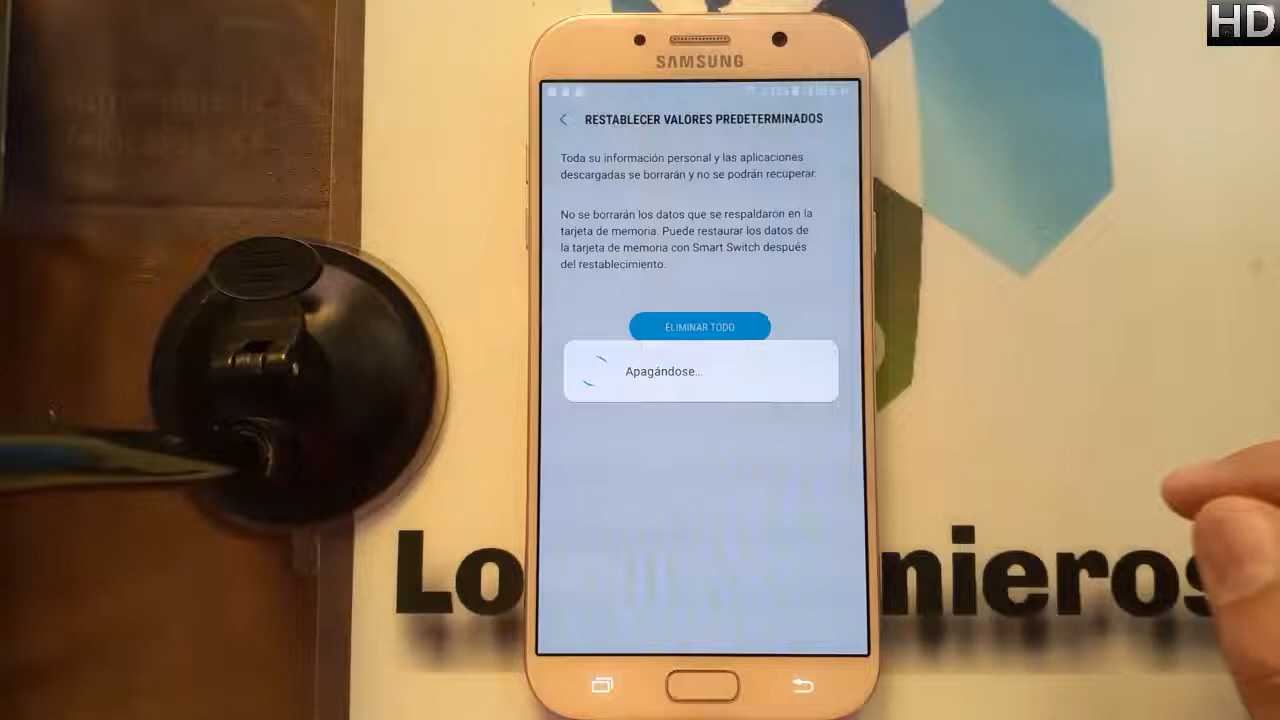 HD
SAMSUNG
RESTABLECER VALORES PREDETERMINADOS
Toda su información personal y las aplicaciones
descargadas se borrarán y no se podrán recuperar.
No se borrarán los datos que se respaldaron en la
tarjeta de memoria. Puede restaurar los datos de
la tarjeta de memoria con Smart Switch después
del restablecimiento.
ELIMINAR TODO
Apagándose...
Lo nieros